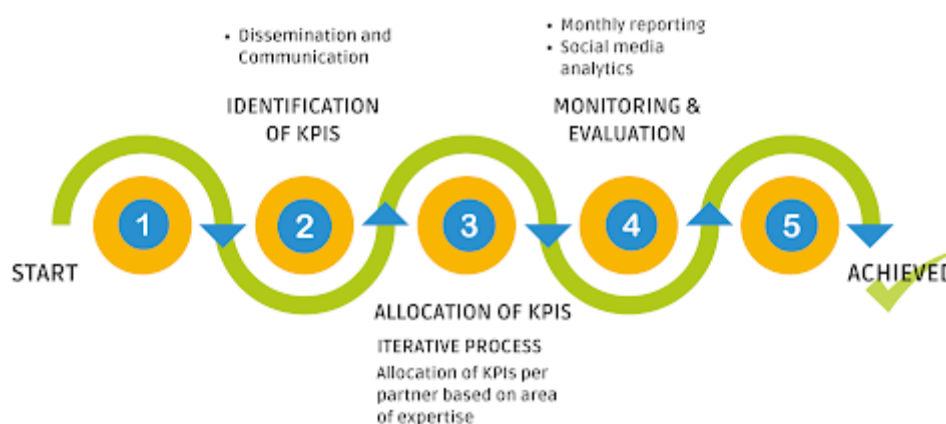 • Dissemination and
Communication
IDENTIFICATION
OF KPIS
• Monthly reporting
• Social media
analytics
MONITORING &
EVALUATION
1
2
3
4
5
START
ACHIEVED
ALLOCATION OF KPIS
ITERATIVE PROCESS
Allocation of KPIs per
partner based on area
of expertise